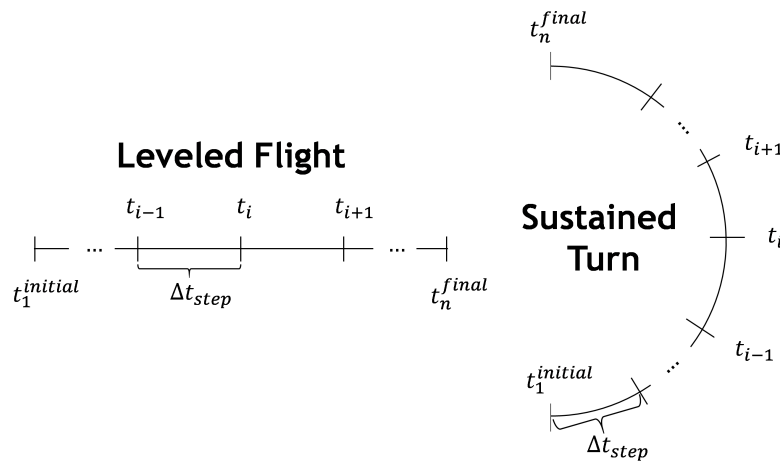 Leveled Flight
t_{i-1} t_i t_{i+1}
... ...
t_1^{initial} Δt_{step} t_n^{final}
t_n^{final}
...
t_{i+1}
Sustained
Turn
t_i
t_{i-1}
...
t_1^{initial}
Δt_{step}